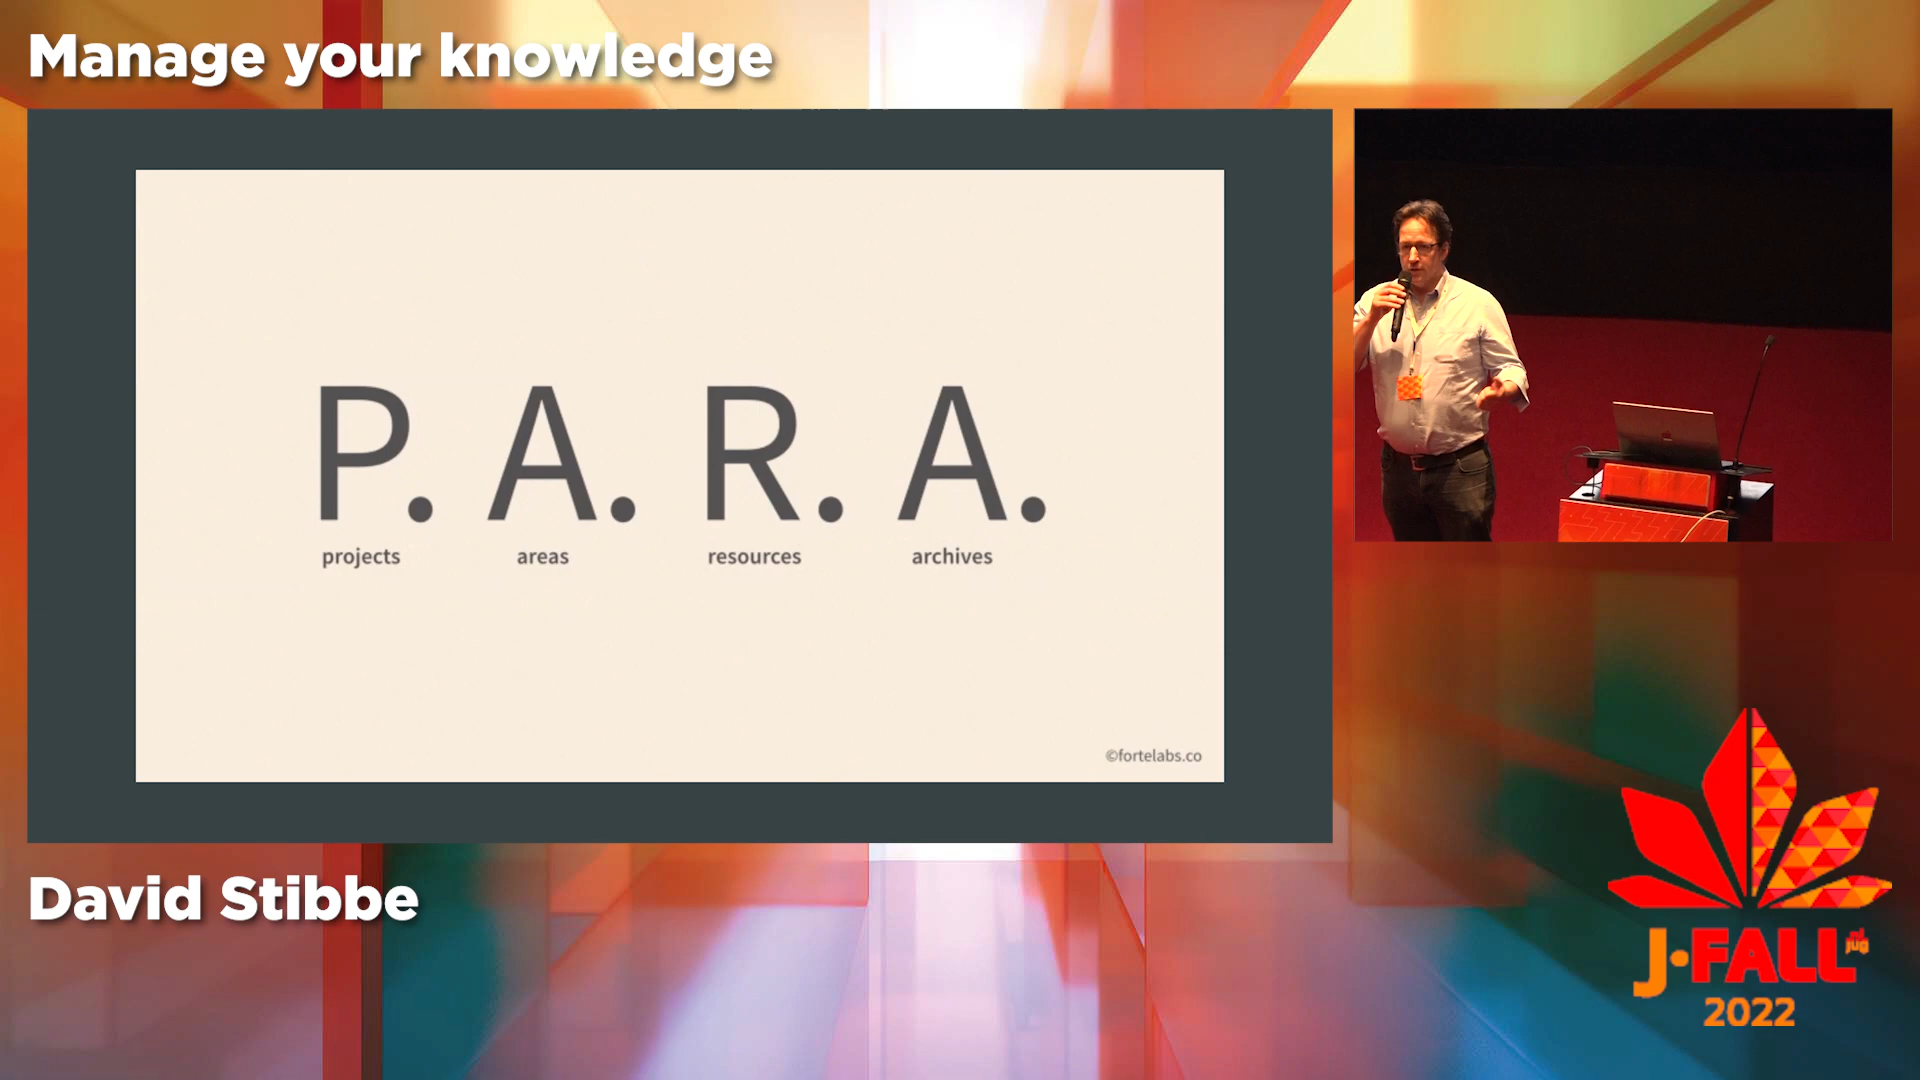 Manage your knowledge
P. A. R. A.
projects areas resources archives
©fortelabs.co
David Stibbe
J•FALL nl jug
2022